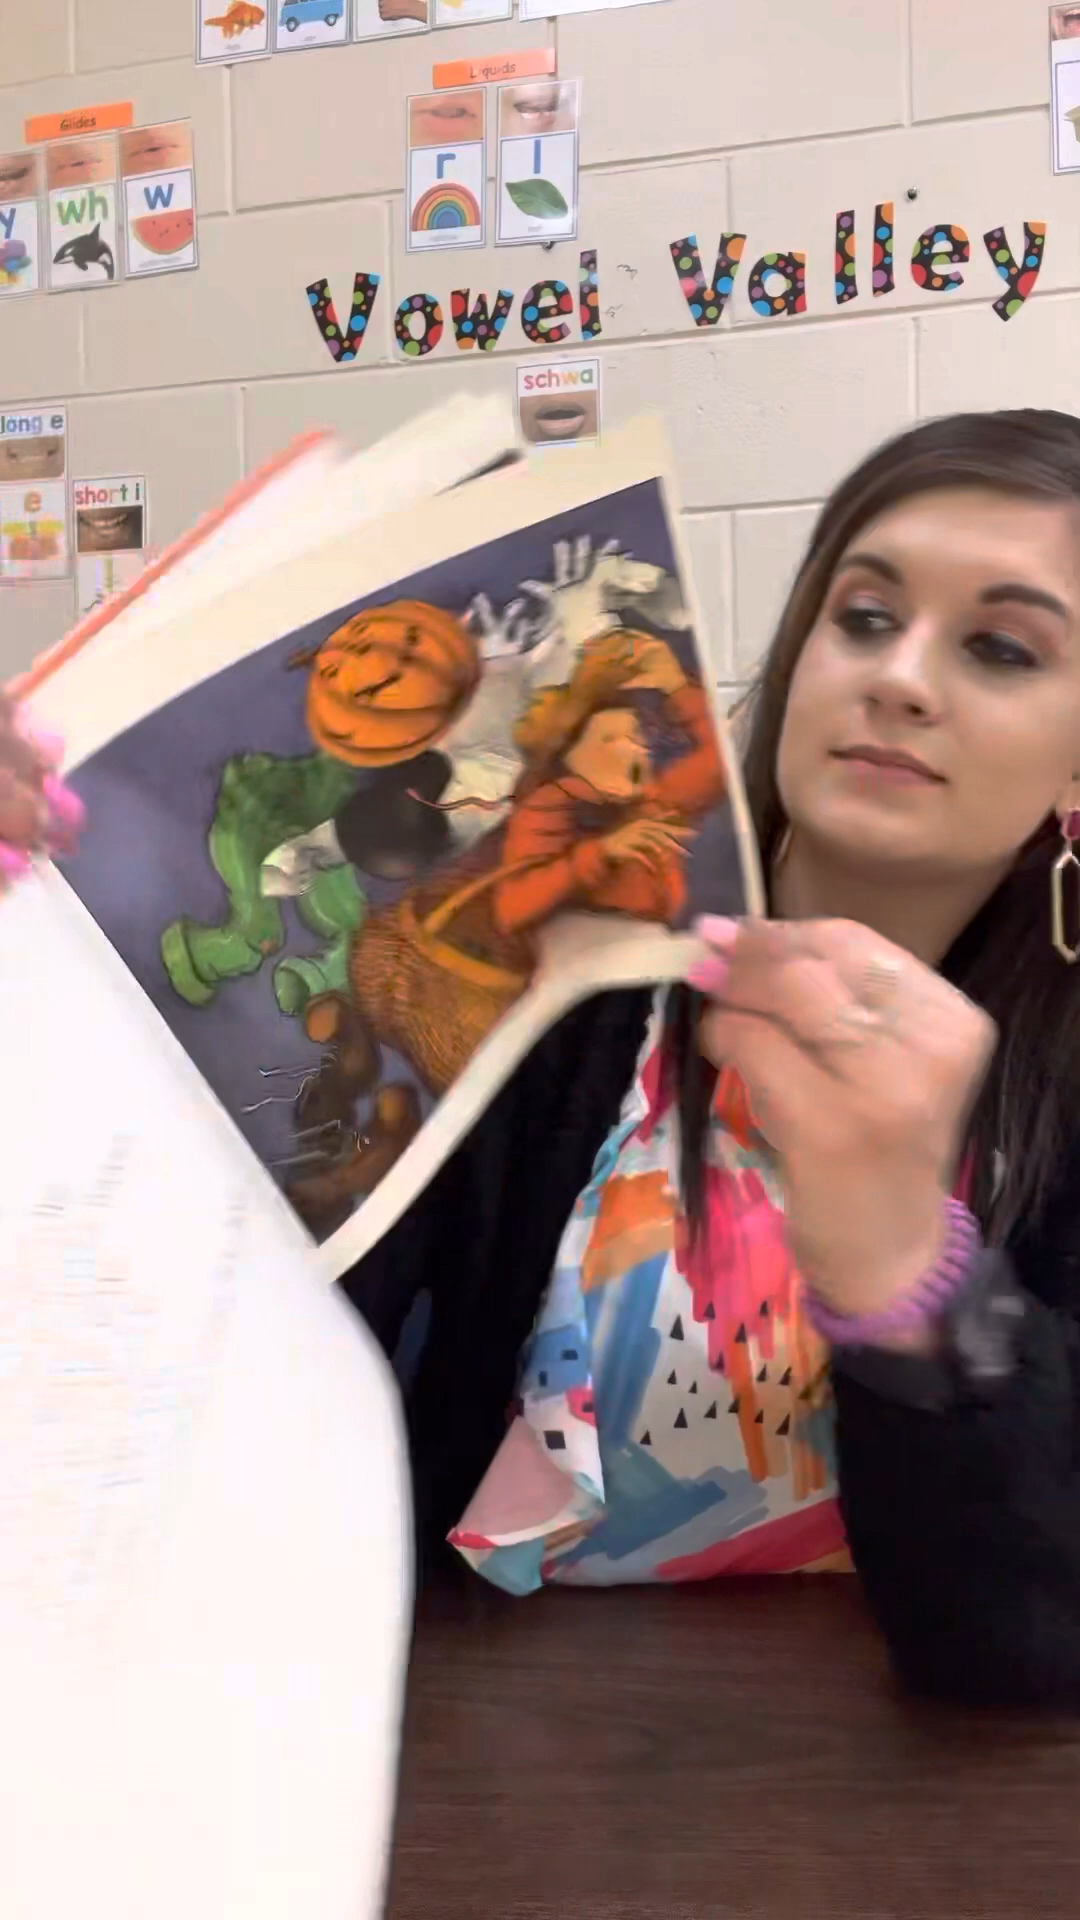 Liquids
Glides
r
l
y
wh
w
Vowel Valley
schwa
long e
e
short i